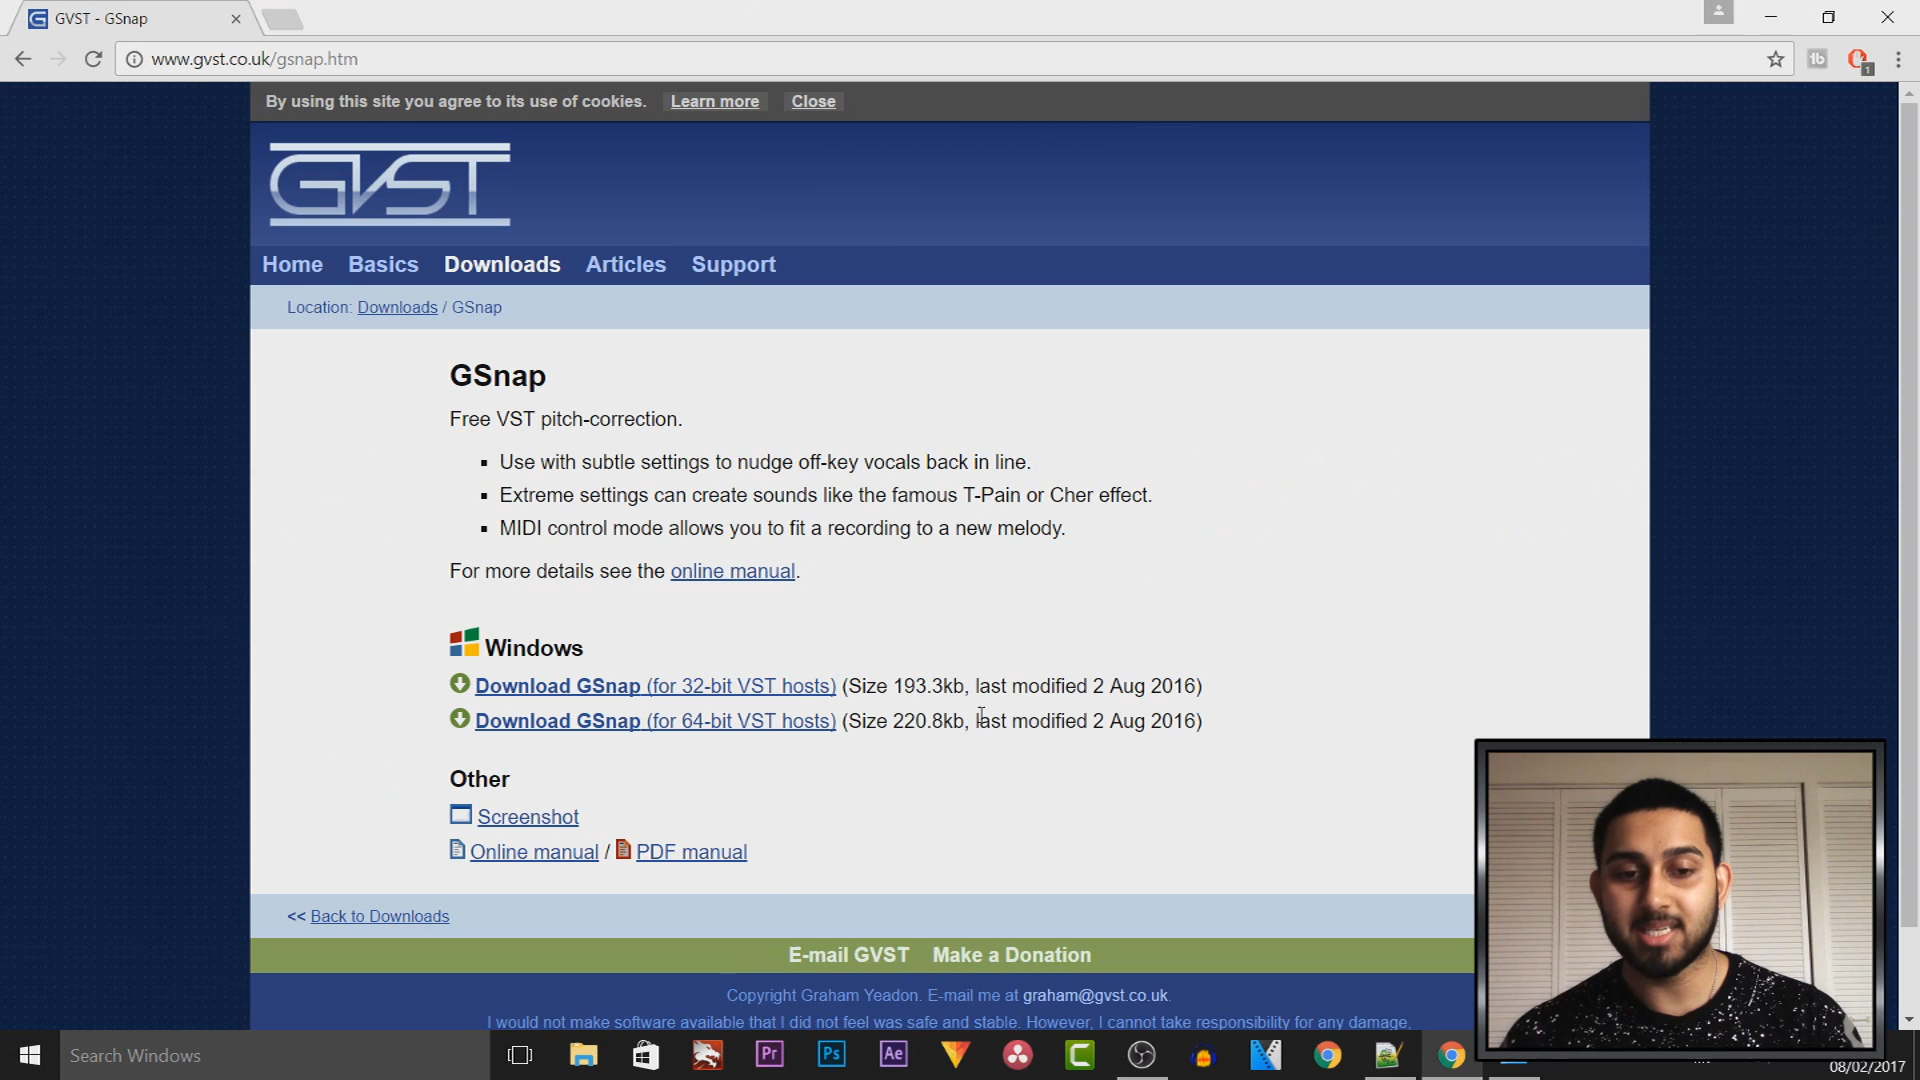 GVST - GSnap
www.gvst.co.uk/gsnap.htm
1b
1
By using this site you agree to its use of cookies. Learn more Close
GVST
Home Basics Downloads Articles Support
Location: Downloads / GSnap
GSnap
Free VST pitch-correction.
Use with subtle settings to nudge off-key vocals back in line.
Extreme settings can create sounds like the famous T-Pain or Cher effect.
MIDI control mode allows you to fit a recording to a new melody.
For more details see the online manual.
Windows
Download GSnap (for 32-bit VST hosts) (Size 193.3kb, last modified 2 Aug 2016)
Download GSnap (for 64-bit VST hosts) (Size 220.8kb, last modified 2 Aug 2016)
Other
Screenshot
Online manual / PDF manual
<< Back to Downloads
E-mail GVST Make a Donation
Copyright Graham Yeadon. E-mail me at graham@gvst.co.uk.
I would not make software available that I did not feel was safe and stable. However, I cannot take responsibility for any damage,
Search Windows
Pr
Ps
Ae
08/02/2017